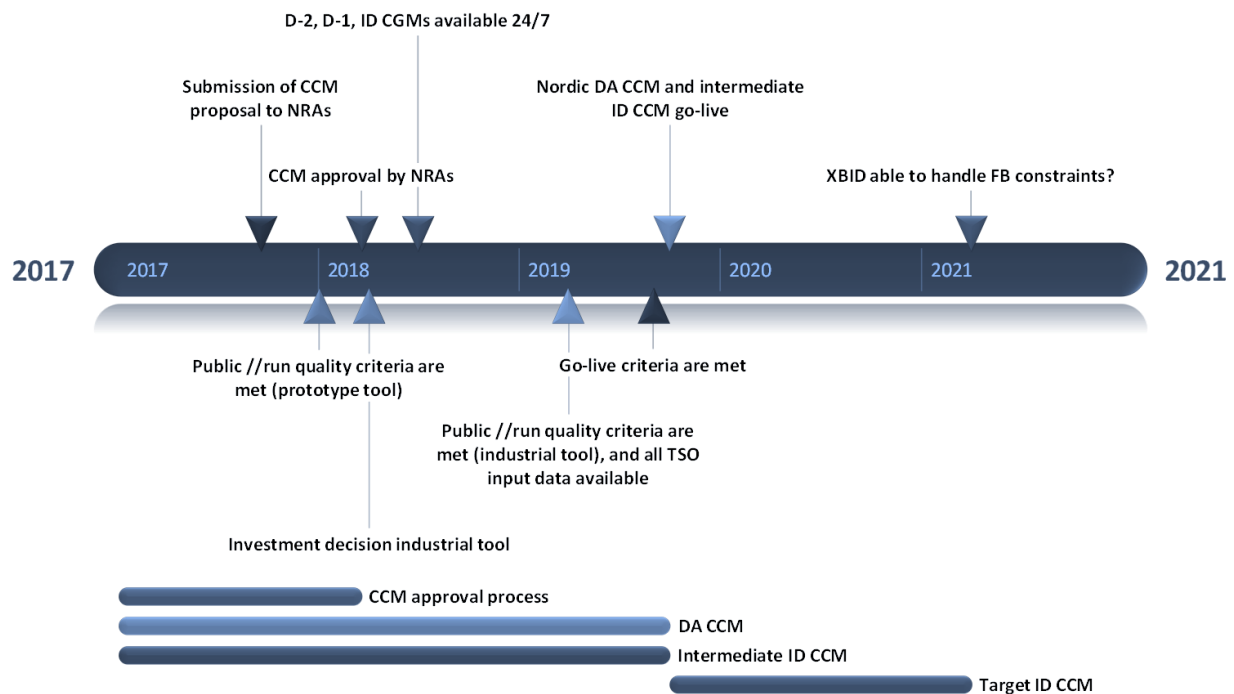 D-2, D-1, ID CGMs available 24/7
Submission of CCM
proposal to NRAs
Nordic DA CCM and intermediate
ID CCM go-live
CCM approval by NRAs
XBID able to handle FB constraints?
2017
2017
2018
2019
2020
2021
2021
Public //run quality criteria are
met (prototype tool)
Go-live criteria are met
Public //run quality criteria are
met (industrial tool), and all TSO
input data available
Investment decision industrial tool
CCM approval process
DA CCM
Intermediate ID CCM
Target ID CCM